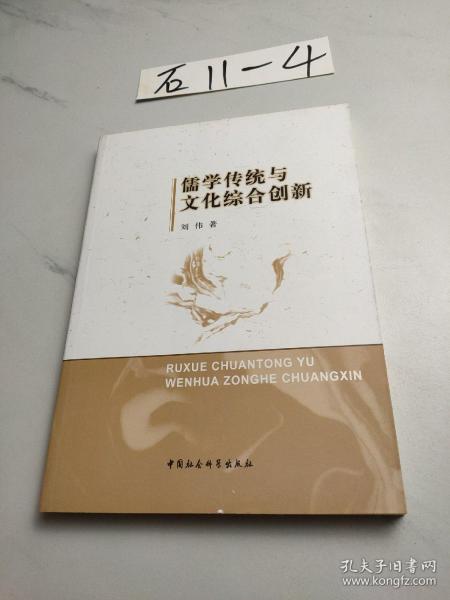 石11-4
儒学传统与
文化综合创新
刘伟 著
RUXUE CHUANTONG YU
WENHUA ZONGHE CHUANGXIN
中国社会科学出版社
孔夫子旧书网
www.kongfz.com